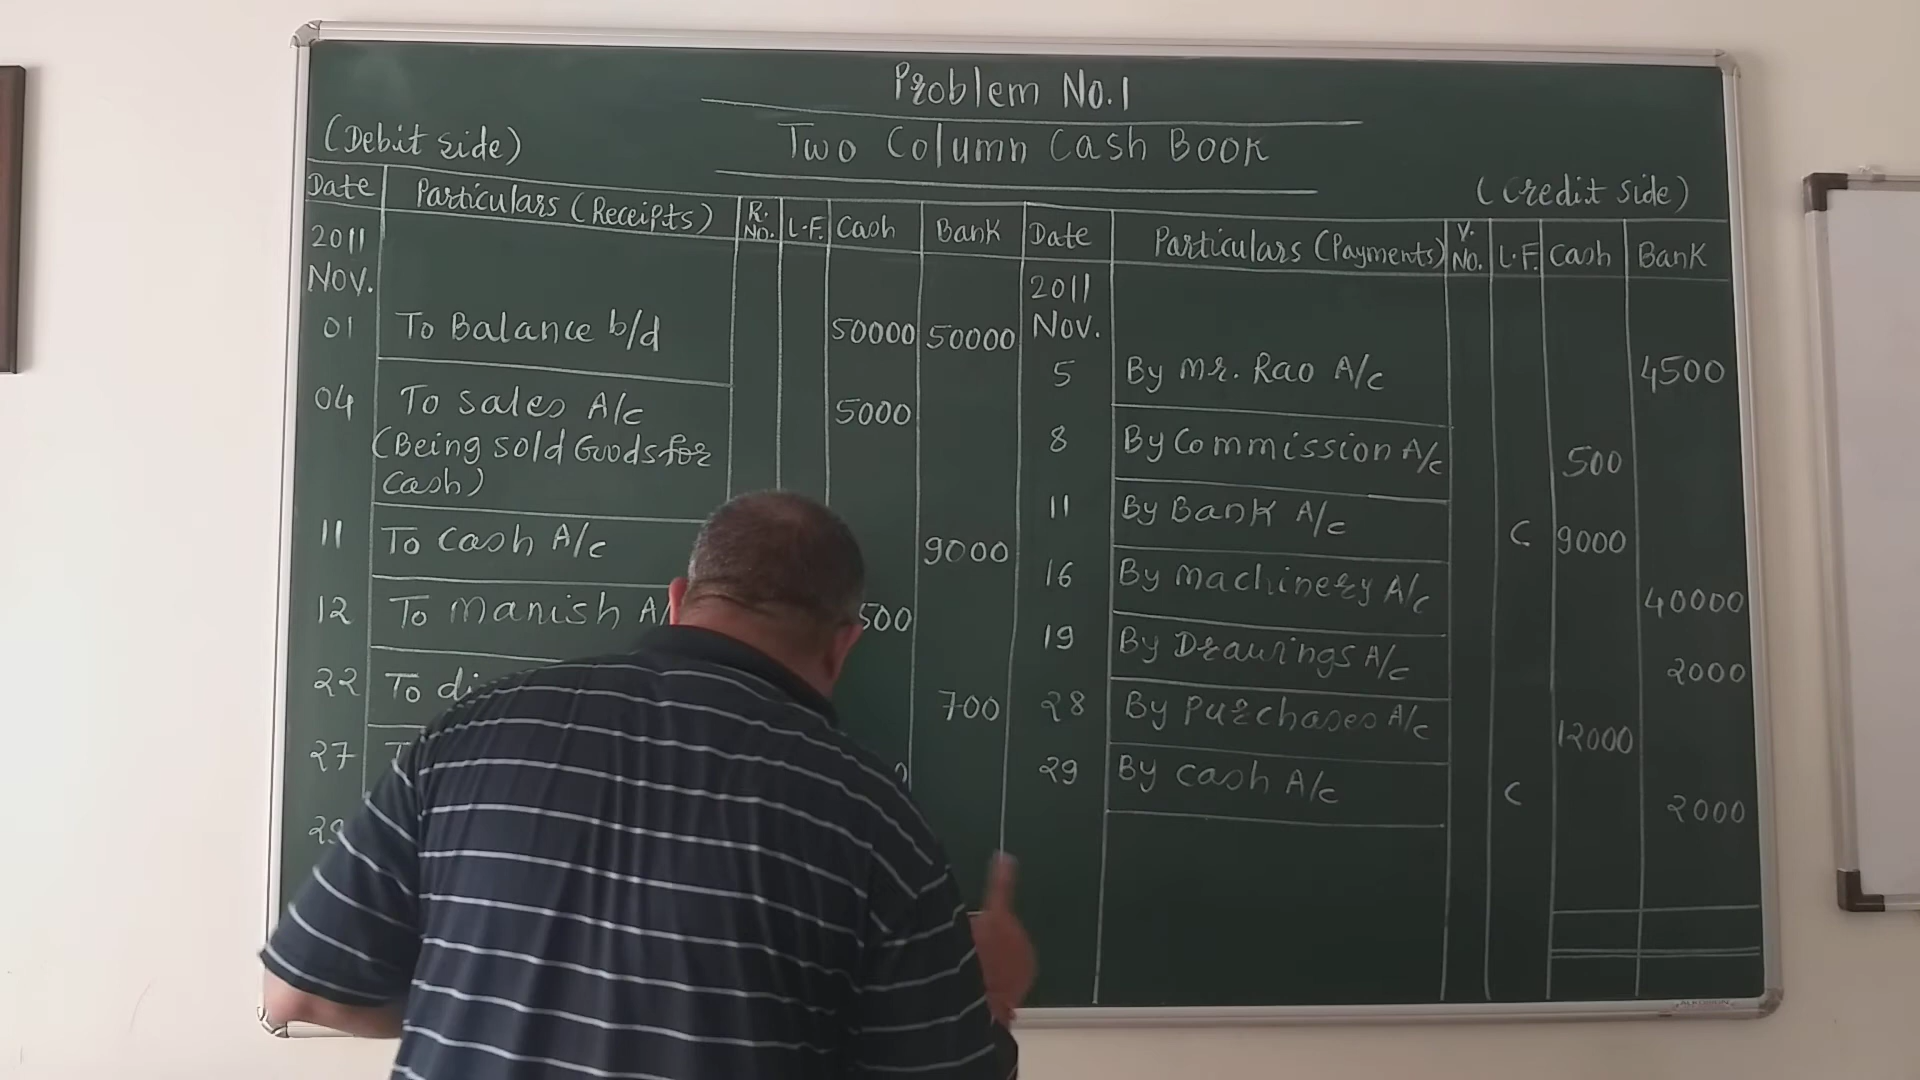 Problem No.1
Two Column Cash Book
(Debit side)
(Credit side)
Date Particulars (Receipts) R. No. L.F. Cash Bank Date Particulars (Payments) V. No. L.F. Cash Bank
2011
Nov.
01 To Balance b/d 50000 50000
04 To Sales A/c 5000
(Being sold Goods for
Cash)
11 To Cash A/c 9000
12 To Manish
22 To 700
27
2011
Nov.
5 By Mr. Rao A/c 4500
8 By Commission A/c 500
11 By Bank A/c C 9000
16 By Machinery A/c 40000
19 By Drawings A/c 2000
28 By Purchases A/c 12000
29 By Cash A/c C 2000